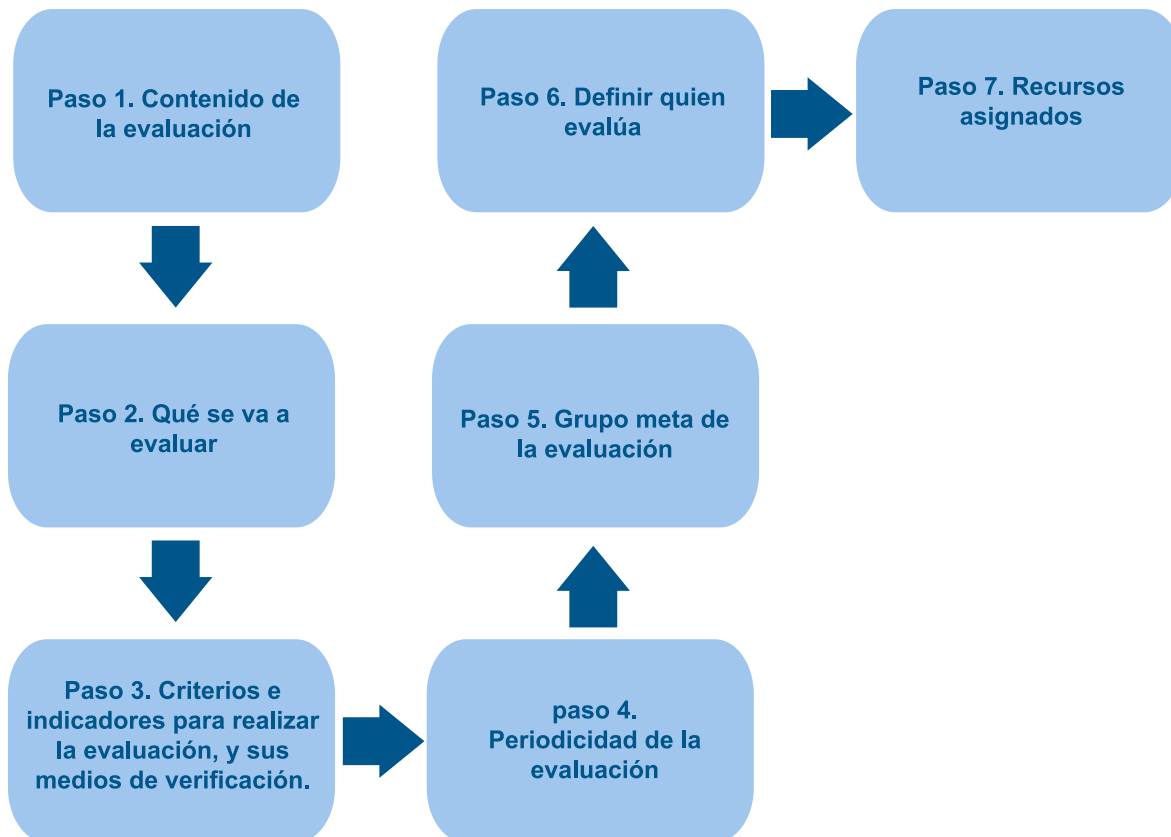 Paso 1. Contenido de
la evaluación
Paso 2. Qué se va a
evaluar
Paso 3. Criterios e
indicadores para realizar
la evaluación, y sus
medios de verificación.
paso 4.
Periodicidad de la
evaluación
Paso 5. Grupo meta de
la evaluación
Paso 6. Definir quien
evalúa
Paso 7. Recursos
asignados